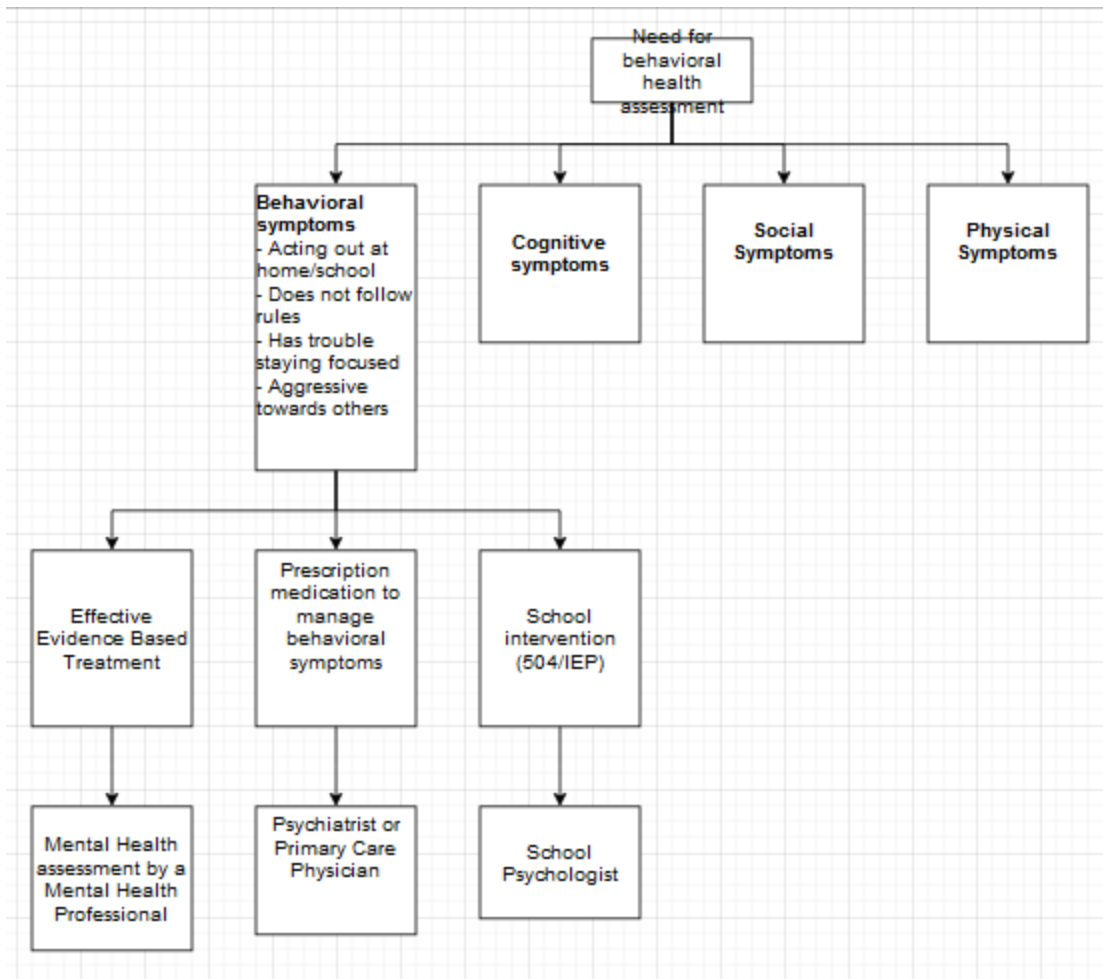 Need for
behavioral
health
assessment
Behavioral
symptoms
- Acting out at
home/school
- Does not follow
rules
- Has trouble
staying focused
- Aggressive
towards others
Cognitive
symptoms
Social
Symptoms
Physical
Symptoms
Effective
Evidence Based
Treatment
Prescription
medication to
manage
behavioral
symptoms
School
intervention
(504/IEP)
Mental Health
assessment by a
Mental Health
Professional
Psychiatrist or
Primary Care
Physician
School
Psychologist